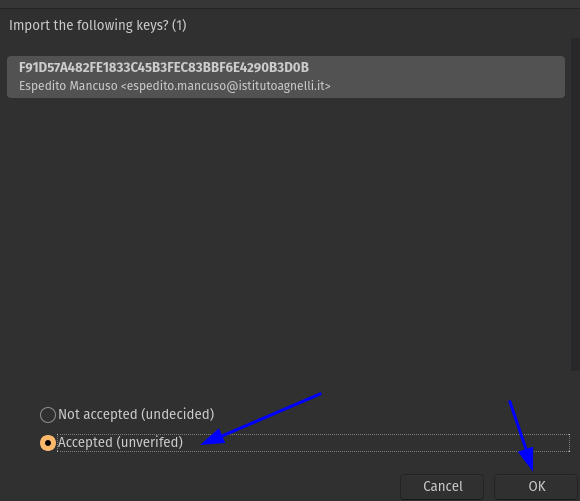 Import the following keys? (1)
F91D57A482FE1833C45B3FEC83BBF6E4290B3D0B
Espedito Mancuso <espedito.mancuso@istitutoagnelli.it>
Not accepted (undecided)
Accepted (unverifed)
Cancel
OK